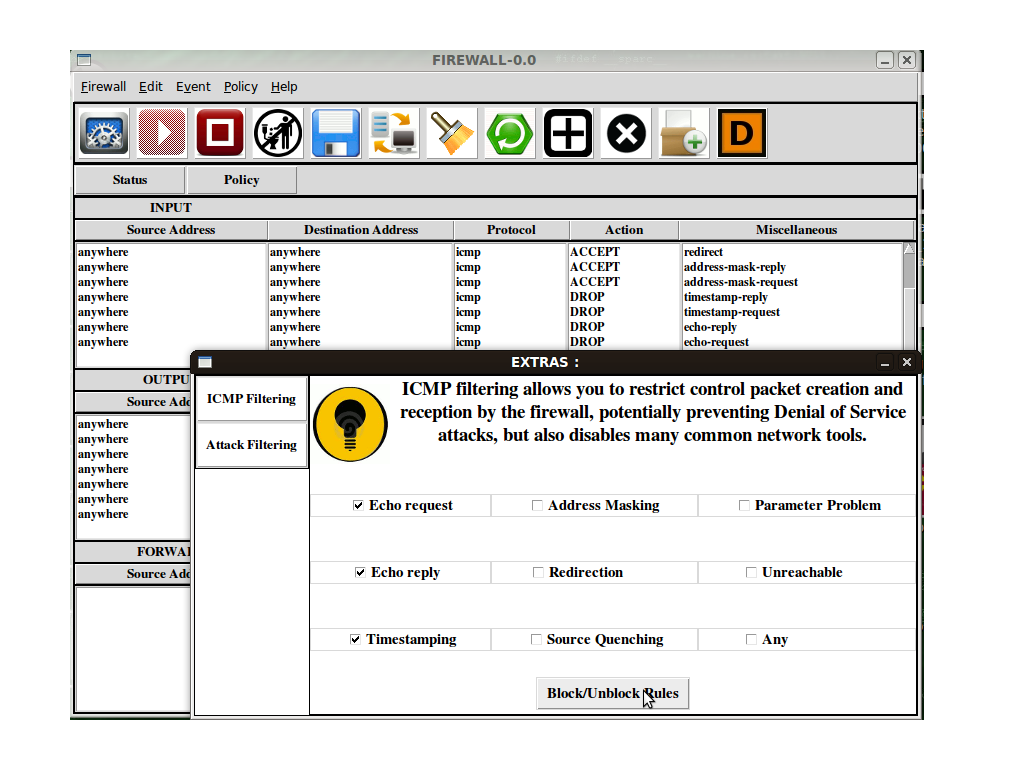 FIREWALL-0.0
Firewall Edit Event Policy Help
D
Status Policy
INPUT
Source Address Destination Address Protocol Action Miscellaneous
anywhere anywhere icmp ACCEPT redirect
anywhere anywhere icmp ACCEPT address-mask-reply
anywhere anywhere icmp ACCEPT address-mask-request
anywhere anywhere icmp DROP timestamp-reply
anywhere anywhere icmp DROP timestamp-request
anywhere anywhere icmp DROP echo-reply
anywhere anywhere icmp DROP echo-request
OUTPU
Source Add
anywhere
anywhere
anywhere
anywhere
anywhere
anywhere
anywhere
FORWA
Source Add
EXTRAS :
ICMP Filtering
Attack Filtering
ICMP filtering allows you to restrict control packet creation and
reception by the firewall, potentially preventing Denial of Service
attacks, but also disables many common network tools.
Echo request Address Masking Parameter Problem
Echo reply Redirection Unreachable
Timestamping Source Quenching Any
Block/Unblock Rules